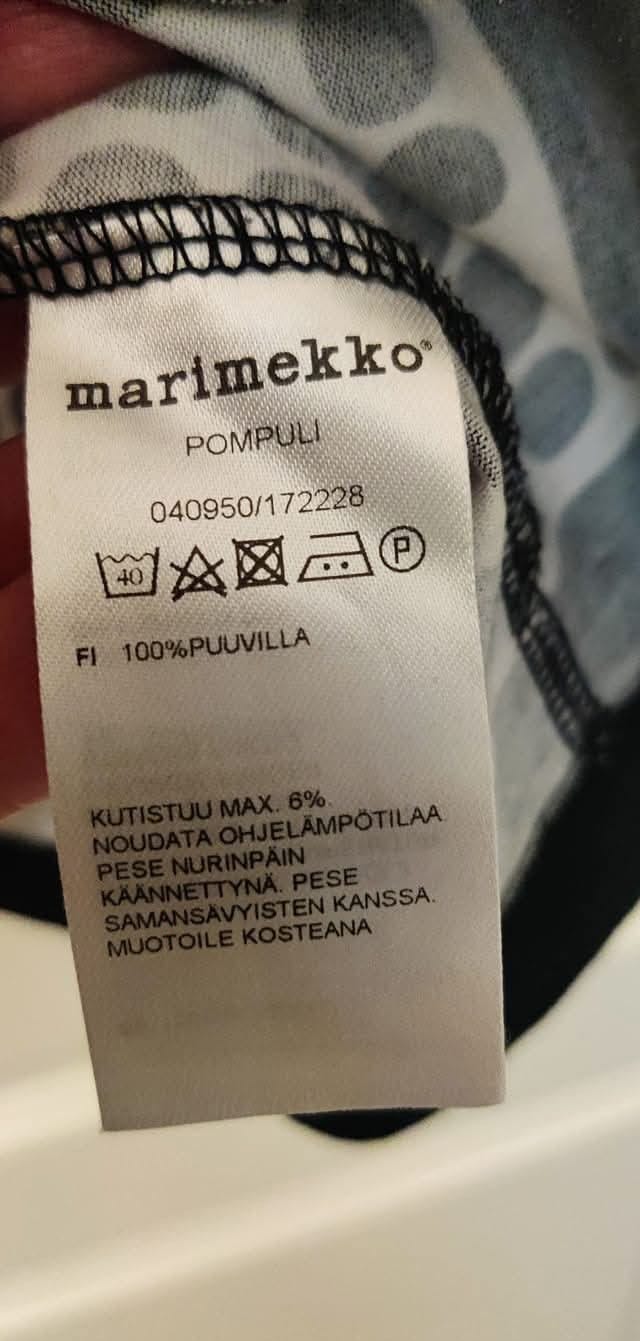 marimekko®
POMPULI
040950/172228
40 P
FI 100%PUUVILLA
KUTISTUU MAX. 6%.
NOUDATA OHJELÄMPÖTILAA
PESE NURINPÄIN
KÄÄNNETTYNÄ. PESE
SAMANSÄVYISTEN KANSSA.
MUOTOILE KOSTEANA